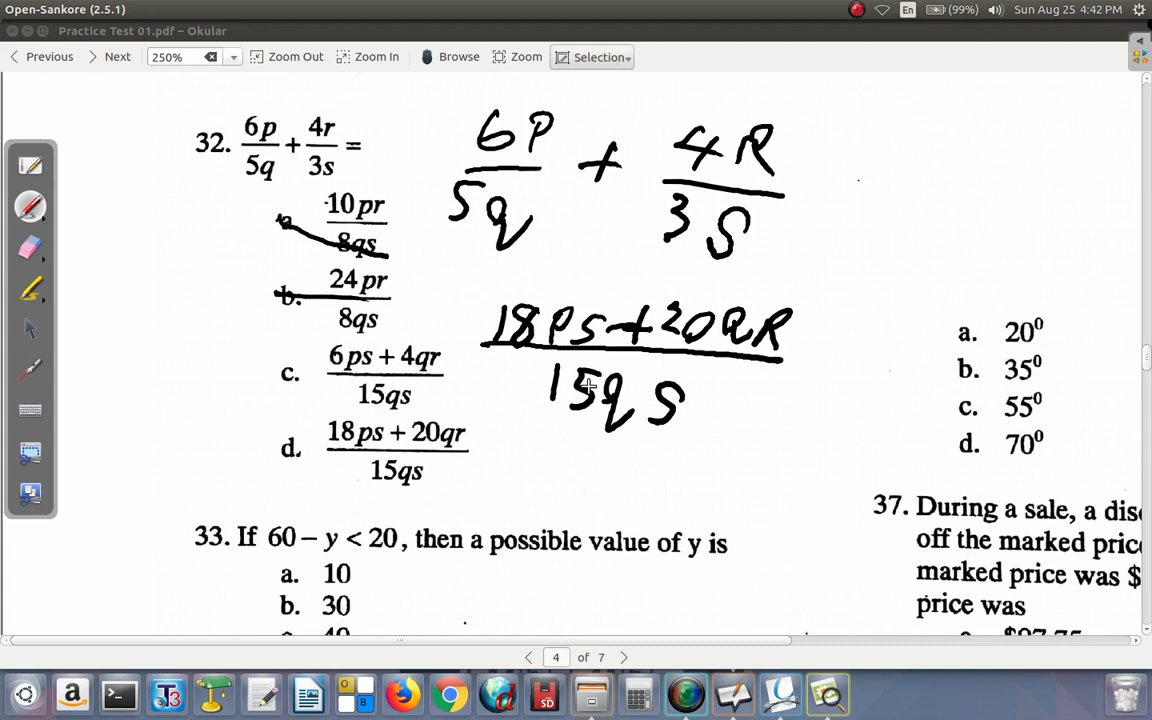 Open-Sankore (2.5.1)
En (99%) Sun Aug 25 4:42 PM
Practice Test 01.pdf – Okular
Previous Next 250% Zoom Out Zoom In Browse Zoom Selection
32. 6p/5q + 4r/3s =
a. 10pr/8qs
b. 24pr/8qs
c. 6ps + 4qr/15qs
d. 18ps + 20qr/15qs
6P/5q + 4R/3S
18PS+20QR/15qS
33. If 60 – y < 20, then a possible value of y is
a. 10
b. 30
a. 20⁰
b. 35⁰
c. 55⁰
d. 70⁰
37. During a sale, a dis
off the marked pric
marked price was $
price was
4 of 7